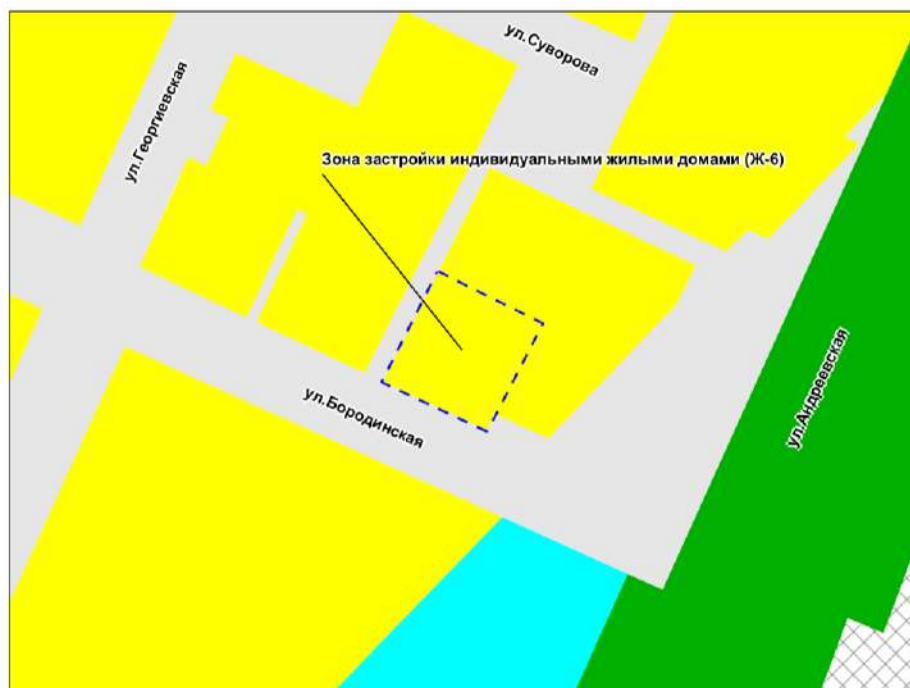 ул.Суворова
ул.Георгиевская
Зона застройки индивидуальными жилыми домами (Ж-6)
ул.Андреевская
ул.Бородинская